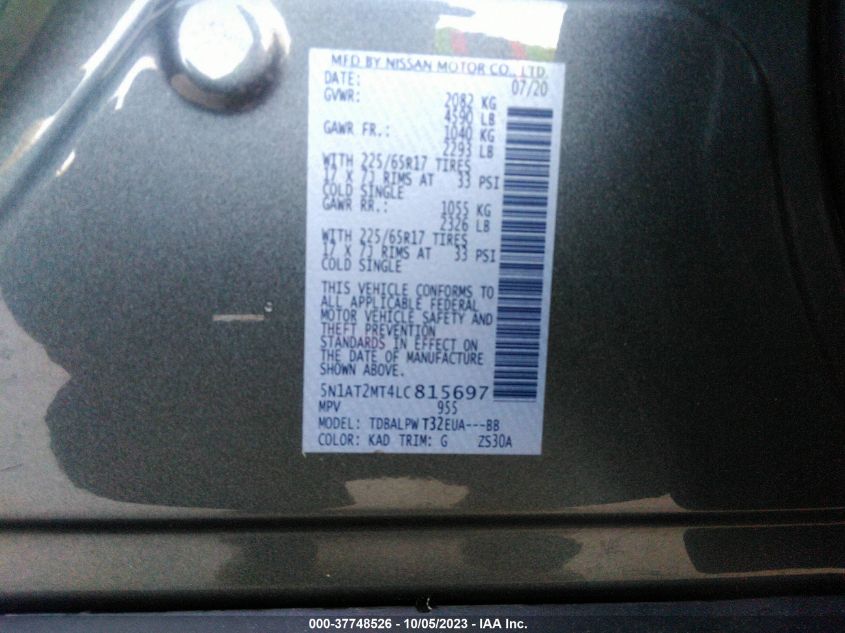 MFD BY NISSAN MOTOR CO., LTD.
DATE: 07/20
GVWR: 2082 KG
4590 LB
GAWR FR.: 1040 KG
2293 LB
WITH 225/65R17 TIRES
17 X 7J RIMS AT 33 PSI
COLD SINGLE
GAWR RR.: 1055 KG
2326 LB
WITH 225/65R17 TIRES
17 X 7J RIMS AT 33 PSI
COLD SINGLE
THIS VEHICLE CONFORMS TO
ALL APPLICABLE FEDERAL
MOTOR VEHICLE SAFETY AND
THEFT PREVENTION
STANDARDS IN EFFECT ON
THE DATE OF MANUFACTURE
SHOWN ABOVE.
5N1AT2MT4LC815697
MPV 955
MODEL: TDBALPW T32EUA---BB
COLOR: KAD TRIM: G ZS30A
000-37748526 - 10/05/2023 - IAA Inc.